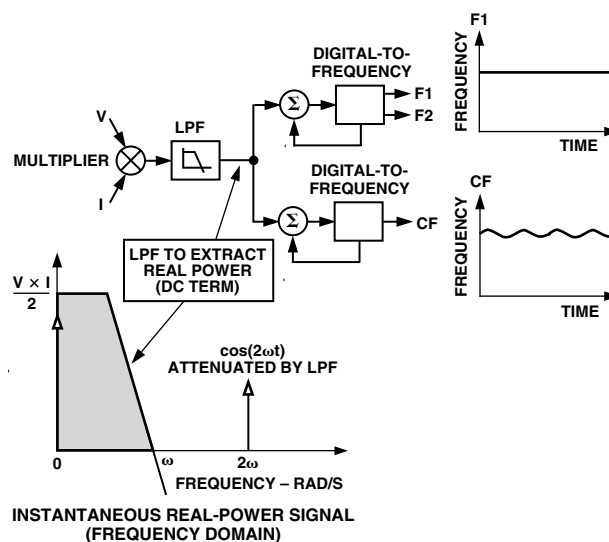 DIGITAL-TO-
FREQUENCY
F1
F2
Σ
V
LPF
MULTIPLIER
I
DIGITAL-TO-
FREQUENCY
Σ
CF
F1
FREQUENCY
TIME
CF
FREQUENCY
TIME
LPF TO EXTRACT
REAL POWER
(DC TERM)
V × I
2
cos(2ωt)
ATTENUATED BY LPF
0
ω
2ω
FREQUENCY – RAD/S
INSTANTANEOUS REAL-POWER SIGNAL
(FREQUENCY DOMAIN)